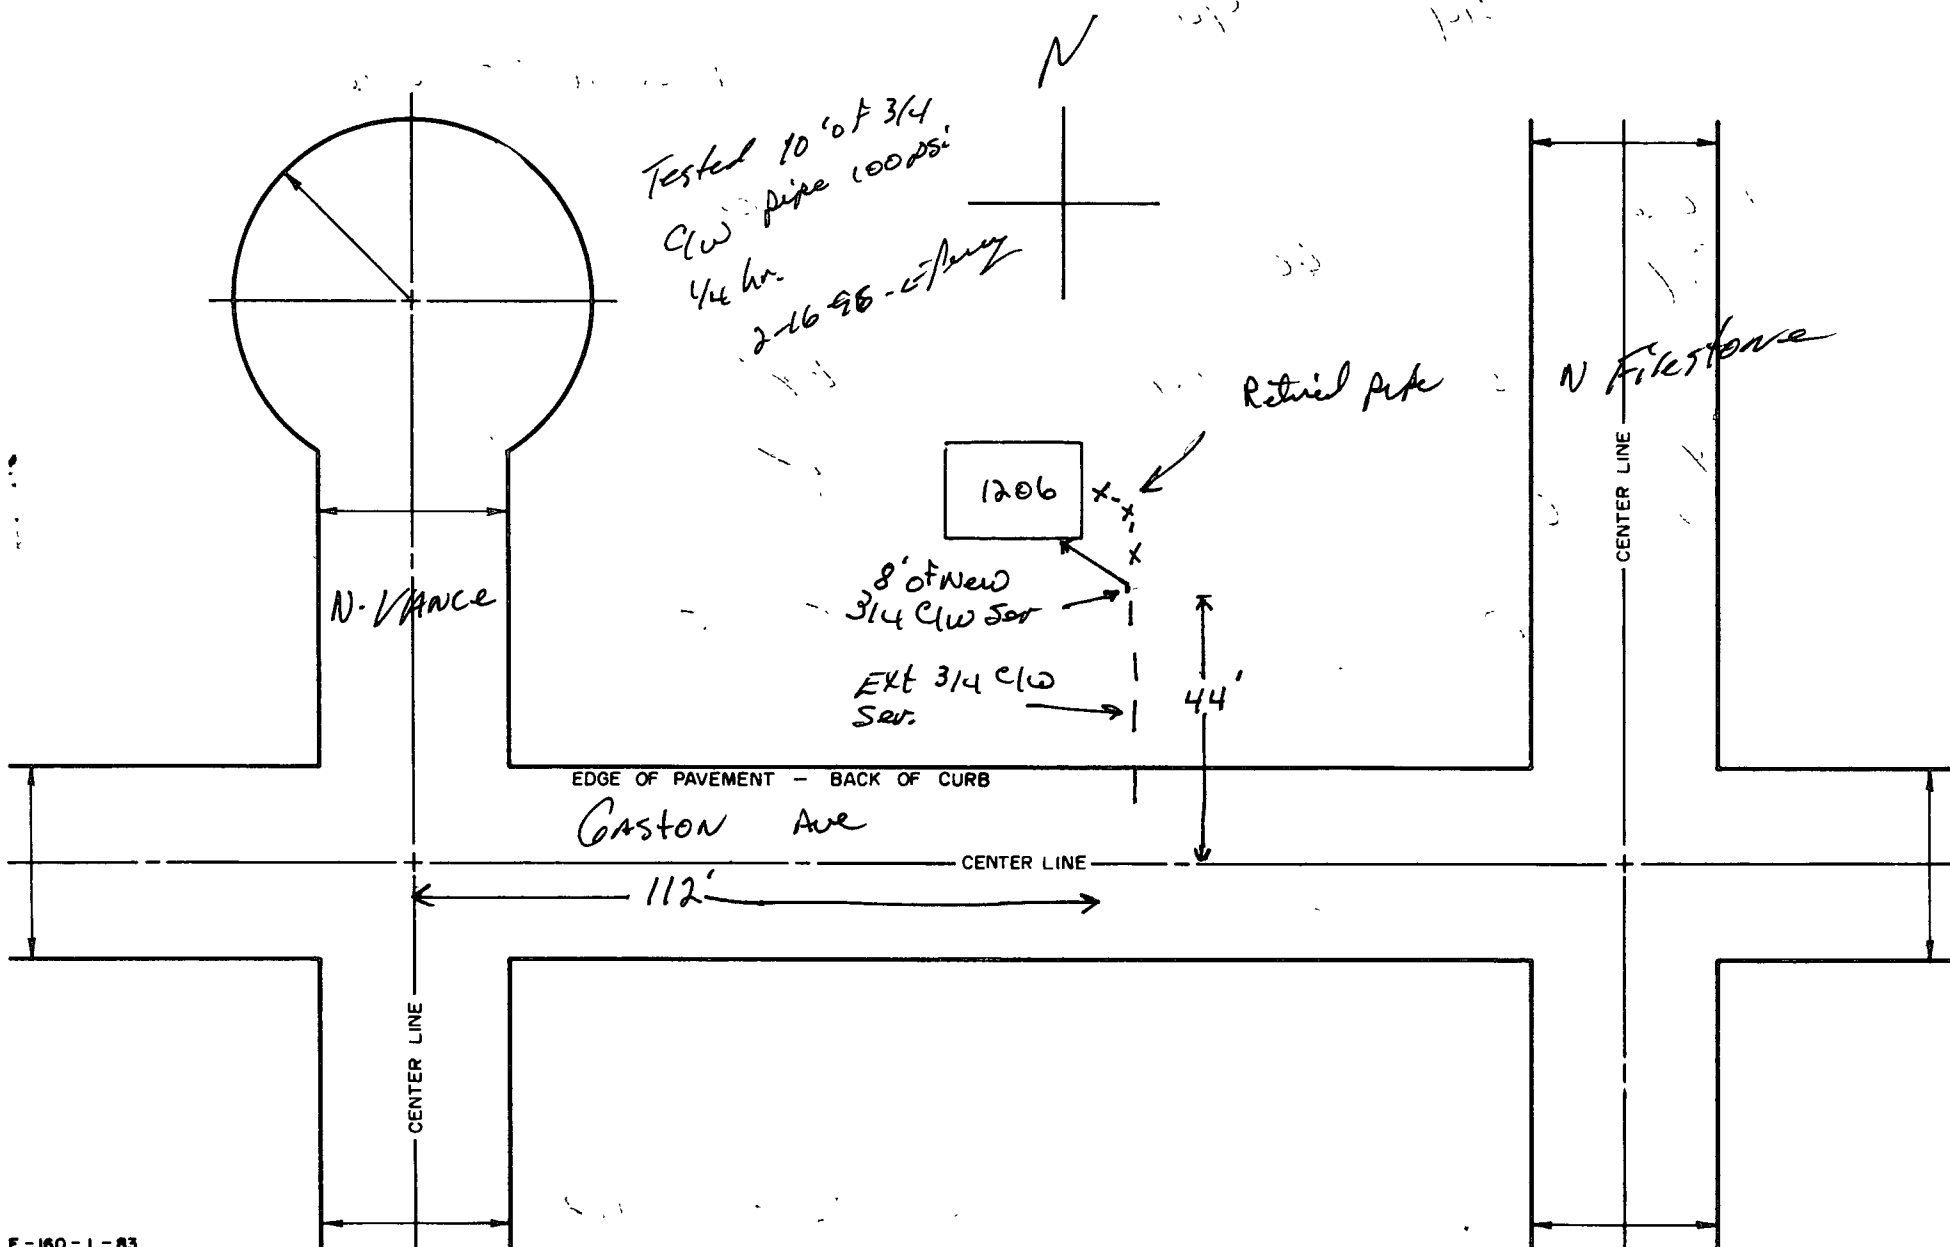 N
Tested 10' of 3/4
C/W pipe 100 psi
1/4 hr.
2-16-98
Retired pipe
N Firestone
1206
CENTER LINE
8' of New
3/4 C/W Ser
N. VANCE
Ext 3/4 C/W
Ser.
44'
EDGE OF PAVEMENT — BACK OF CURB
GASTON Ave
CENTER LINE
112'
CENTER LINE
F-160-1-83